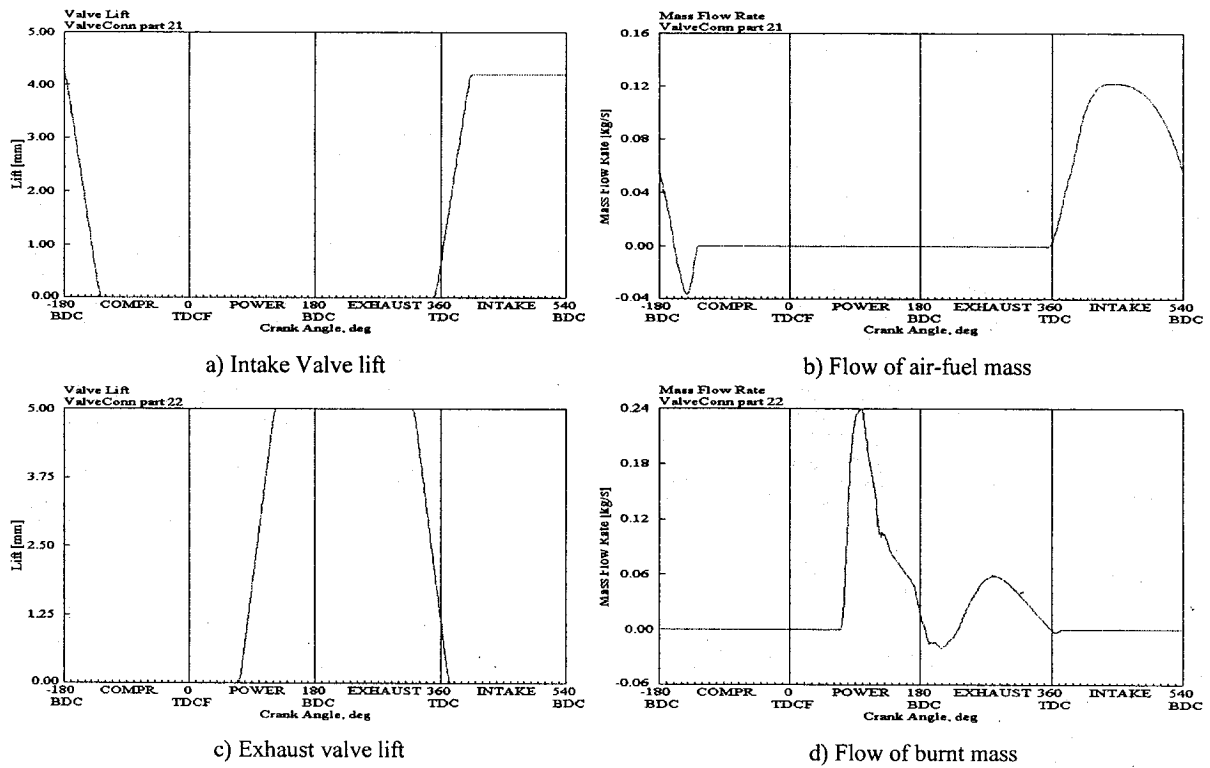 Valve Lift
ValveConn part 21
5.00
4.00
3.00
2.00
1.00
0.00
Lift [mm]
-180 COMPR. 0 POWER 180 EXHAUST 360 INTAKE 540
BDC TDCF BDC TDC BDC
Crank Angle, deg
a) Intake Valve lift
Mass Flow Rate
ValveConn part 21
0.16
0.12
0.08
0.04
0.00
-0.04
Mass Flow Rate [kg/s]
-180 COMPR. 0 POWER 180 EXHAUST 360 INTAKE 540
BDC TDCF BDC TDC BDC
Crank Angle, deg
b) Flow of air-fuel mass
Valve Lift
ValveConn part 22
5.00
3.75
2.50
1.25
0.00
Lift [mm]
-180 COMPR. 0 POWER 180 EXHAUST 360 INTAKE 540
BDC TDCF BDC TDC BDC
Crank Angle, deg
c) Exhaust valve lift
Mass Flow Rate
ValveConn part 22
0.24
0.18
0.12
0.06
0.00
-0.06
Mass Flow Rate [kg/s]
-180 COMPR. 0 POWER 180 EXHAUST 360 INTAKE 540
BDC TDCF BDC TDC BDC
Crank Angle, deg
d) Flow of burnt mass